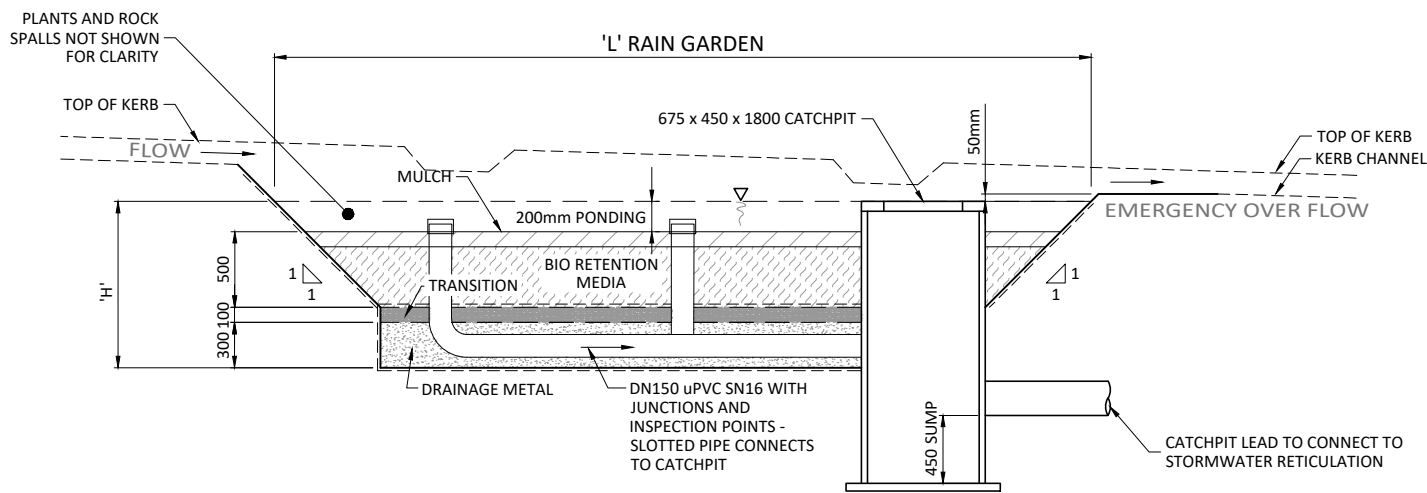 PLANTS AND ROCK
SPALLS NOT SHOWN
FOR CLARITY
'L' RAIN GARDEN
TOP OF KERB
675 x 450 x 1800 CATCHPIT
50mm
TOP OF KERB
FLOW
KERB CHANNEL
MULCH
200mm PONDING
EMERGENCY OVER FLOW
'H'
500
100
300
1
1
BIO RETENTION
MEDIA
1
1
TRANSITION
DRAINAGE METAL
DN150 uPVC SN16 WITH
JUNCTIONS AND
INSPECTION POINTS -
SLOTTED PIPE CONNECTS
TO CATCHPIT
450 SUMP
CATCHPIT LEAD TO CONNECT TO
STORMWATER RETICULATION